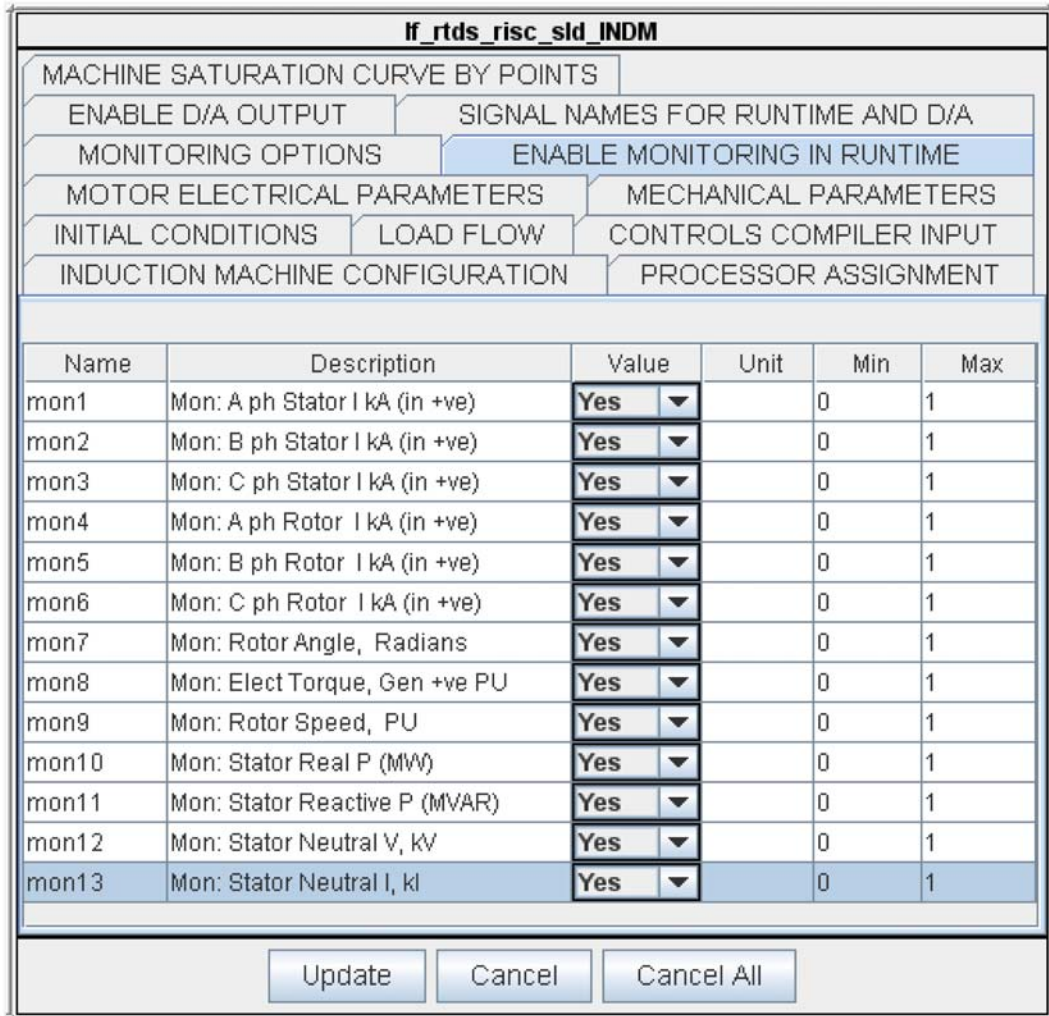 lf_rtds_risc_sld_INDM
MACHINE SATURATION CURVE BY POINTS
ENABLE D/A OUTPUT SIGNAL NAMES FOR RUNTIME AND D/A
MONITORING OPTIONS ENABLE MONITORING IN RUNTIME
MOTOR ELECTRICAL PARAMETERS MECHANICAL PARAMETERS
INITIAL CONDITIONS LOAD FLOW CONTROLS COMPILER INPUT
INDUCTION MACHINE CONFIGURATION PROCESSOR ASSIGNMENT
Name Description Value Unit Min Max
mon1 Mon: A ph Stator I kA (in +ve) Yes 0 1
mon2 Mon: B ph Stator I kA (in +ve) Yes 0 1
mon3 Mon: C ph Stator I kA (in +ve) Yes 0 1
mon4 Mon: A ph Rotor I kA (in +ve) Yes 0 1
mon5 Mon: B ph Rotor I kA (in +ve) Yes 0 1
mon6 Mon: C ph Rotor I kA (in +ve) Yes 0 1
mon7 Mon: Rotor Angle, Radians Yes 0 1
mon8 Mon: Elect Torque, Gen +ve PU Yes 0 1
mon9 Mon: Rotor Speed, PU Yes 0 1
mon10 Mon: Stator Real P (MW) Yes 0 1
mon11 Mon: Stator Reactive P (MVAR) Yes 0 1
mon12 Mon: Stator Neutral V, kV Yes 0 1
mon13 Mon: Stator Neutral I, kI Yes 0 1
Update Cancel Cancel All